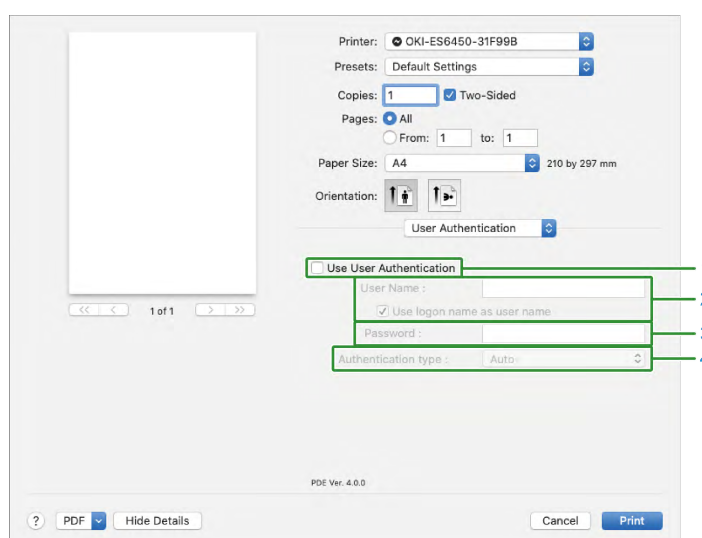 Printer: OKI-ES6450-31F99B
Presets: Default Settings
Copies: 1 Two-Sided
Pages: All
From: 1 to: 1
Paper Size: A4 210 by 297 mm
Orientation:
User Authentication
Use User Authentication
User Name :
Use logon name as user name
Password :
Authentication type : Auto
<< < 1 of 1 > >>
PDE Ver. 4.0.0
? PDF Hide Details Cancel Print